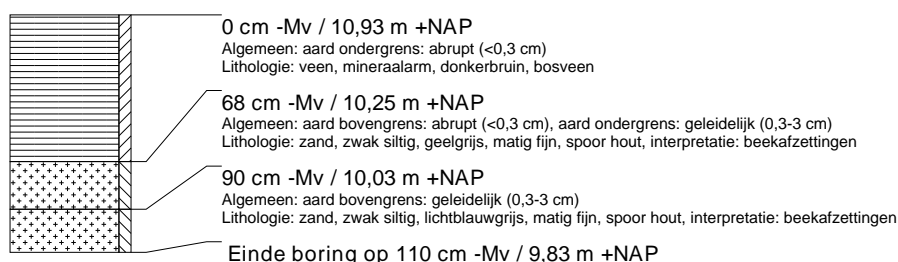 0 cm -Mv / 10,93 m +NAP
Algemeen: aard ondergrens: abrupt (<0,3 cm)
Lithologie: veen, mineraalarm, donkerbruin, bosveen
68 cm -Mv / 10,25 m +NAP
Algemeen: aard bovengrens: abrupt (<0,3 cm), aard ondergrens: geleidelijk (0,3-3 cm)
Lithologie: zand, zwak siltig, geelgrijs, matig fijn, spoor hout, interpretatie: beekafzettingen
90 cm -Mv / 10,03 m +NAP
Algemeen: aard bovengrens: geleidelijk (0,3-3 cm)
Lithologie: zand, zwak siltig, lichtblauwgrijs, matig fijn, spoor hout, interpretatie: beekafzettingen
Einde boring op 110 cm -Mv / 9,83 m +NAP